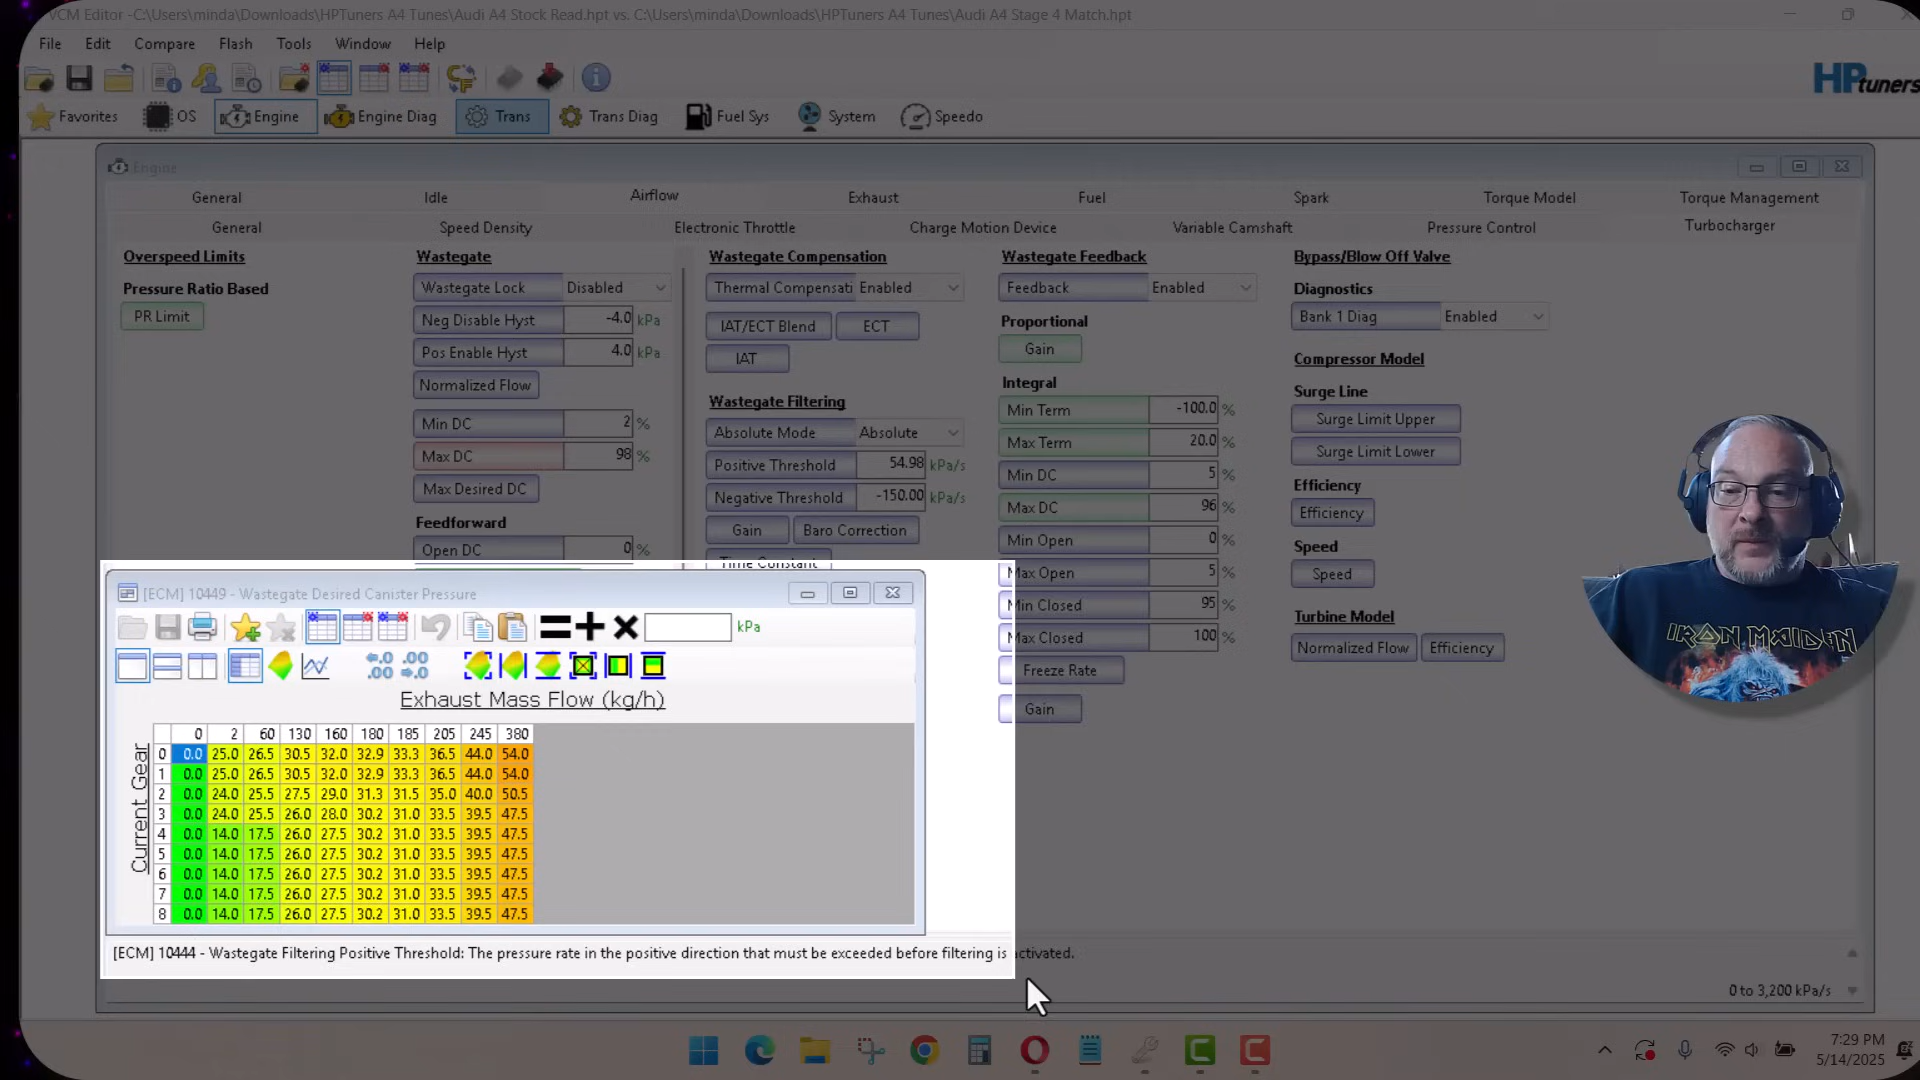 VCM Editor -C:\Users\minda\Downloads\HPTuners A4 Tunes\Audi A4 Stock Read.hpt vs. C:\Users\minda\Downloads\HPTuners A4 Tunes\Audi A4 Stage 4 Match.hpt
File Edit Compare Flash Tools Window Help
HPtuners
Favorites OS Engine Engine Diag Trans Trans Diag Fuel Sys System Speedo
Engine
General Idle Airflow Exhaust Fuel Spark Torque Model Torque Management
General Speed Density Electronic Throttle Charge Motion Device Variable Camshaft Pressure Control Turbocharger
Overspeed Limits
Pressure Ratio Based
PR Limit
Wastegate
Wastegate Lock Disabled
Neg Disable Hyst -4.0 kPa
Pos Enable Hyst 4.0 kPa
Normalized Flow
Min DC 2 %
Max DC 98 %
Max Desired DC
Feedforward
Open DC 0 %
Wastegate Compensation
Thermal Compensati Enabled
IAT/ECT Blend ECT
IAT
Wastegate Filtering
Absolute Mode Absolute
Positive Threshold 54.98 kPa/s
Negative Threshold -150.00 kPa/s
Gain Baro Correction
Time Constant
Wastegate Feedback
Feedback Enabled
Proportional
Gain
Integral
Min Term -100.0 %
Max Term 20.0 %
Min DC 5 %
Max DC 96 %
Min Open 0 %
Max Open 5 %
Min Closed 95 %
Max Closed 100 %
Freeze Rate
Gain
Bypass/Blow Off Valve
Diagnostics
Bank 1 Diag Enabled
Compressor Model
Surge Line
Surge Limit Upper
Surge Limit Lower
Efficiency
Efficiency
Speed
Speed
Turbine Model
Normalized Flow Efficiency
IRON MAIDEN
[ECM] 10449 - Wastegate Desired Canister Pressure
kPa
←.0 .00
.00 →.0
Exhaust Mass Flow (kg/h)
Current Gear
0 2 60 130 160 180 185 205 245 380
0 0.0 25.0 26.5 30.5 32.0 32.9 33.3 36.5 44.0 54.0
1 0.0 25.0 26.5 30.5 32.0 32.9 33.3 36.5 44.0 54.0
2 0.0 24.0 25.5 27.5 29.0 31.3 31.5 35.0 40.0 50.5
3 0.0 24.0 25.5 26.0 28.0 30.2 31.0 33.5 39.5 47.5
4 0.0 14.0 17.5 26.0 27.5 30.2 31.0 33.5 39.5 47.5
5 0.0 14.0 17.5 26.0 27.5 30.2 31.0 33.5 39.5 47.5
6 0.0 14.0 17.5 26.0 27.5 30.2 31.0 33.5 39.5 47.5
7 0.0 14.0 17.5 26.0 27.5 30.2 31.0 33.5 39.5 47.5
8 0.0 14.0 17.5 26.0 27.5 30.2 31.0 33.5 39.5 47.5
[ECM] 10444 - Wastegate Filtering Positive Threshold: The pressure rate in the positive direction that must be exceeded before filtering is activated.
0 to 3,200 kPa/s
7:29 PM
5/14/2025